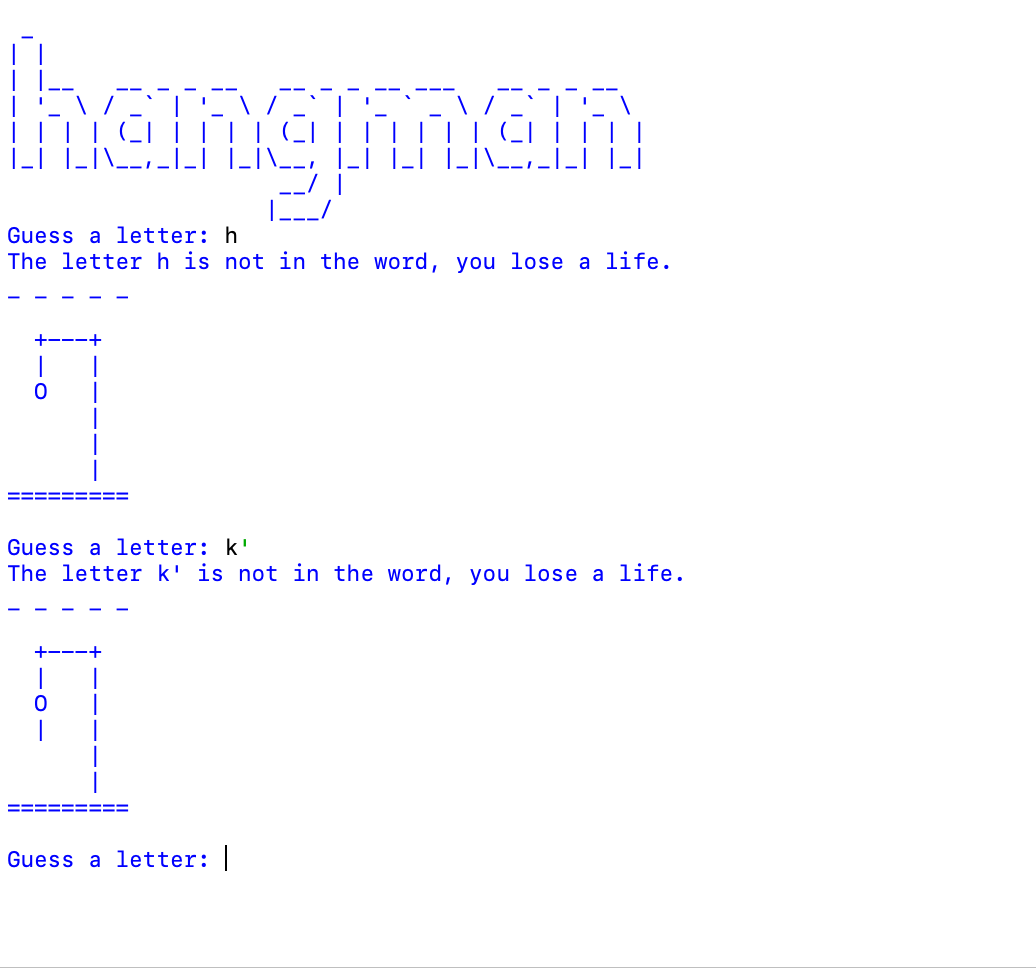 _
| |
| |__   __ _ _ __   __ _ _ __ ___   __ _ _ __
| '_ \ / _` | '_ \ / _` | '_ ` _ \ / _` | '_ \
| | | | (_| | | | | (_| | | | | | | (_| | | | |
|_| |_|\__,_|_| |_|\__, |_| |_| |_|\__,_|_| |_|
                    __/ |
                   |___/
Guess a letter: h
The letter h is not in the word, you lose a life.
_ _ _ _ _
  +---+
  |   |
  O   |
      |
      |
      |
=========
Guess a letter: k'
The letter k' is not in the word, you lose a life.
_ _ _ _ _
  +---+
  |   |
  O   |
  |   |
      |
      |
=========
Guess a letter: